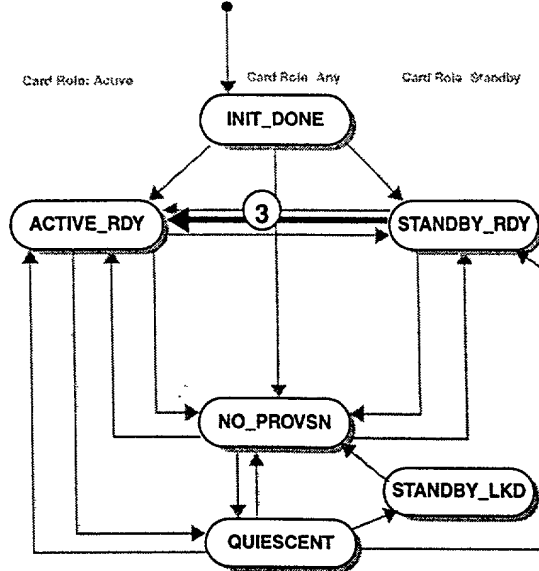 Card Role: Active
Card Role Any
Card Role Standby
INIT_DONE
3
ACTIVE_RDY
STANDBY_RDY
NO_PROVSN
STANDBY_LKD
QUIESCENT